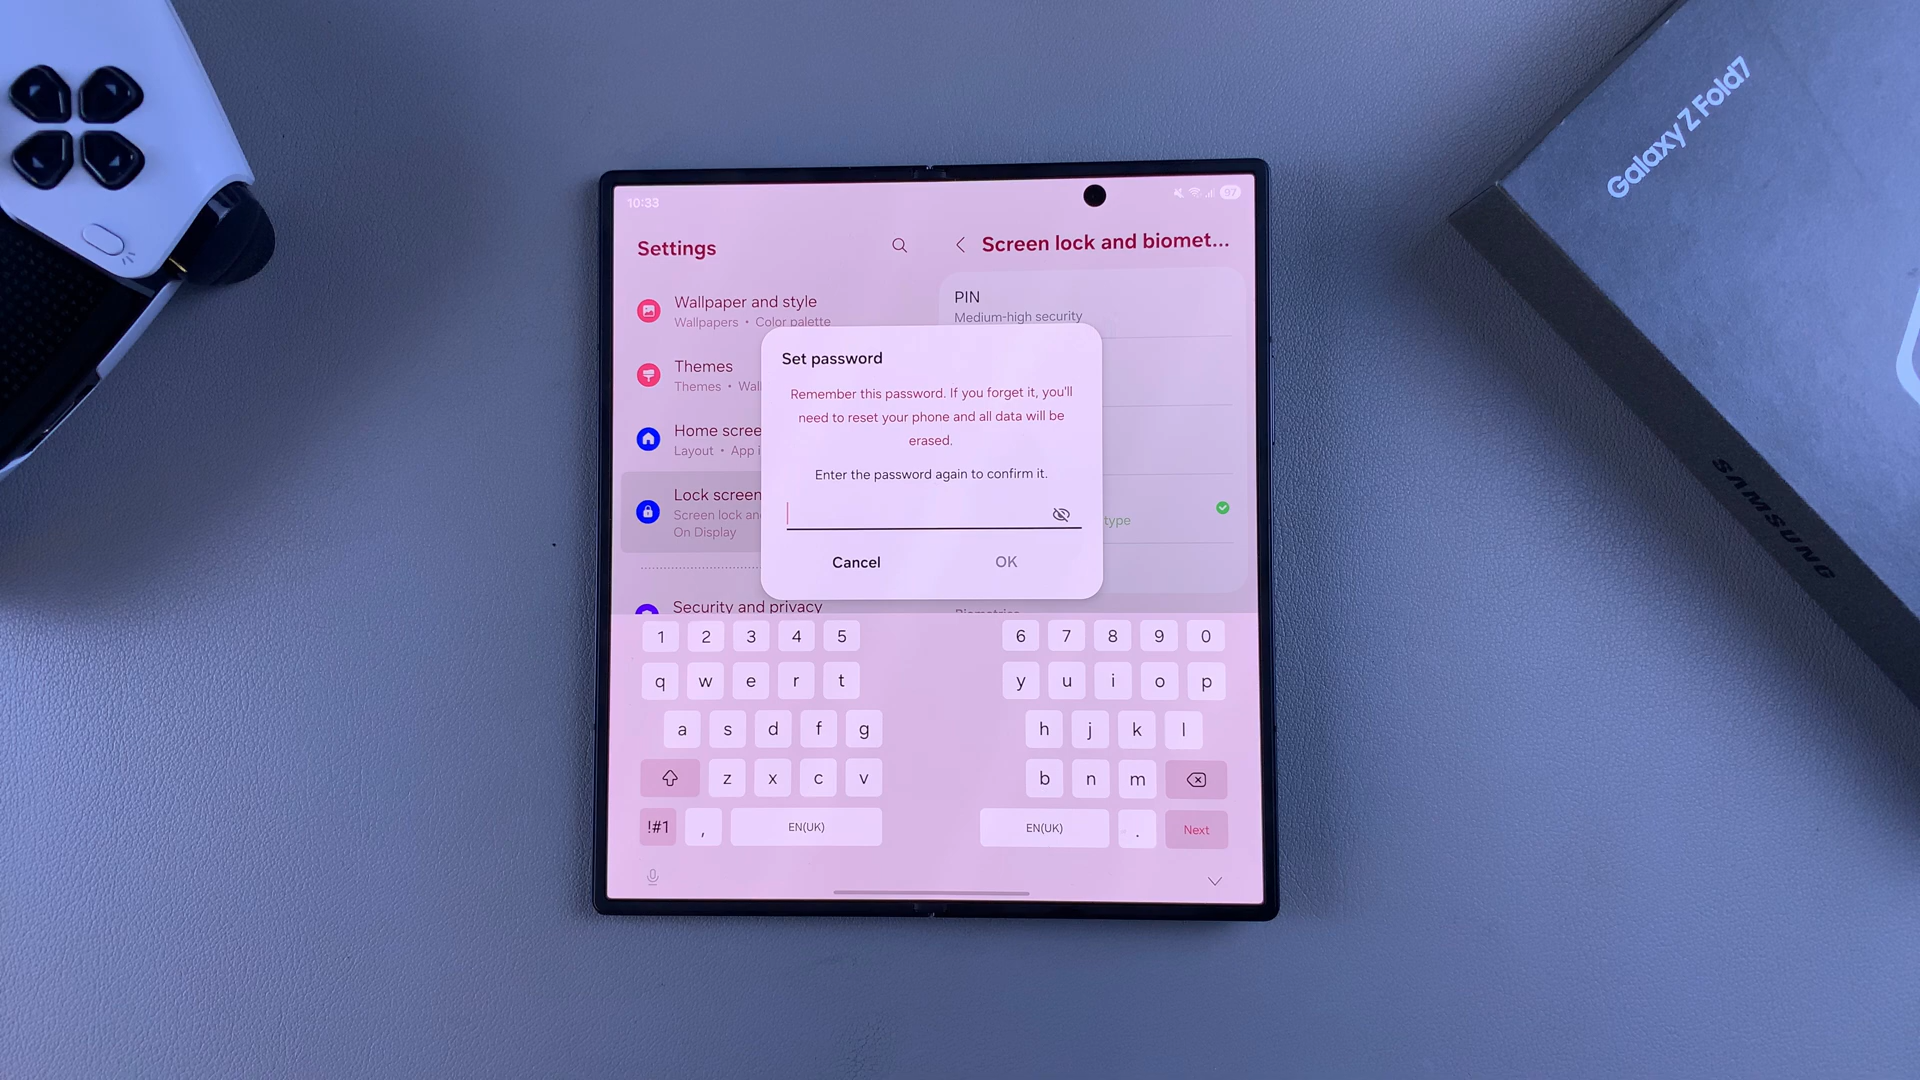 Galaxy Z Fold7
SAMSUNG
10:33
97
Settings
Screen lock and biomet...
Wallpaper and style
Wallpapers • Color palette
PIN
Medium-high security
Themes
Themes • Wal
Home scree
Layout • App i
Lock screen
Screen lock an
On Display
type
Security and privacy
Set password
Remember this password. If you forget it, you'll
need to reset your phone and all data will be
erased.
Enter the password again to confirm it.
Cancel OK
1 2 3 4 5 6 7 8 9 0
q w e r t y u i o p
a s d f g h j k l
z x c v b n m
!#1 , EN(UK) EN(UK) . Next